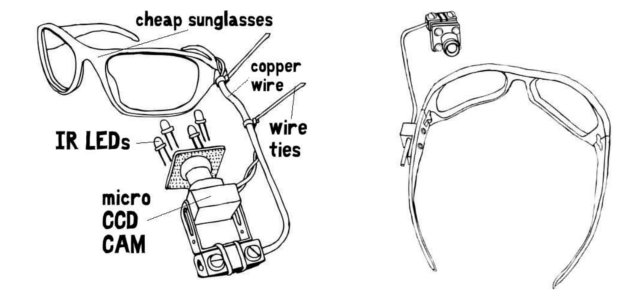 cheap sunglasses
copper
wire
wire
ties
IR LEDs
micro
CCD
CAM